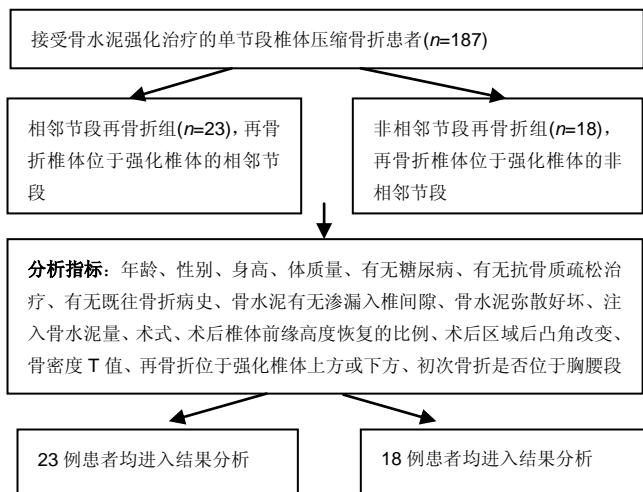 接受骨水泥强化治疗的单节段椎体压缩骨折患者(n=187)
相邻节段再骨折组(n=23)，再骨
折椎体位于强化椎体的相邻节
段
非相邻节段再骨折组(n=18)，
再骨折椎体位于强化椎体的非
相邻节段
分析指标：年龄、性别、身高、体质量、有无糖尿病、有无抗骨质疏松治
疗、有无既往骨折病史、骨水泥有无渗漏入椎间隙、骨水泥弥散好坏、注
入骨水泥量、术式、术后椎体前缘高度恢复的比例、术后区域后凸角改变、
骨密度 T 值、再骨折位于强化椎体上方或下方、初次骨折是否位于胸腰段
23 例患者均进入结果分析
18 例患者均进入结果分析